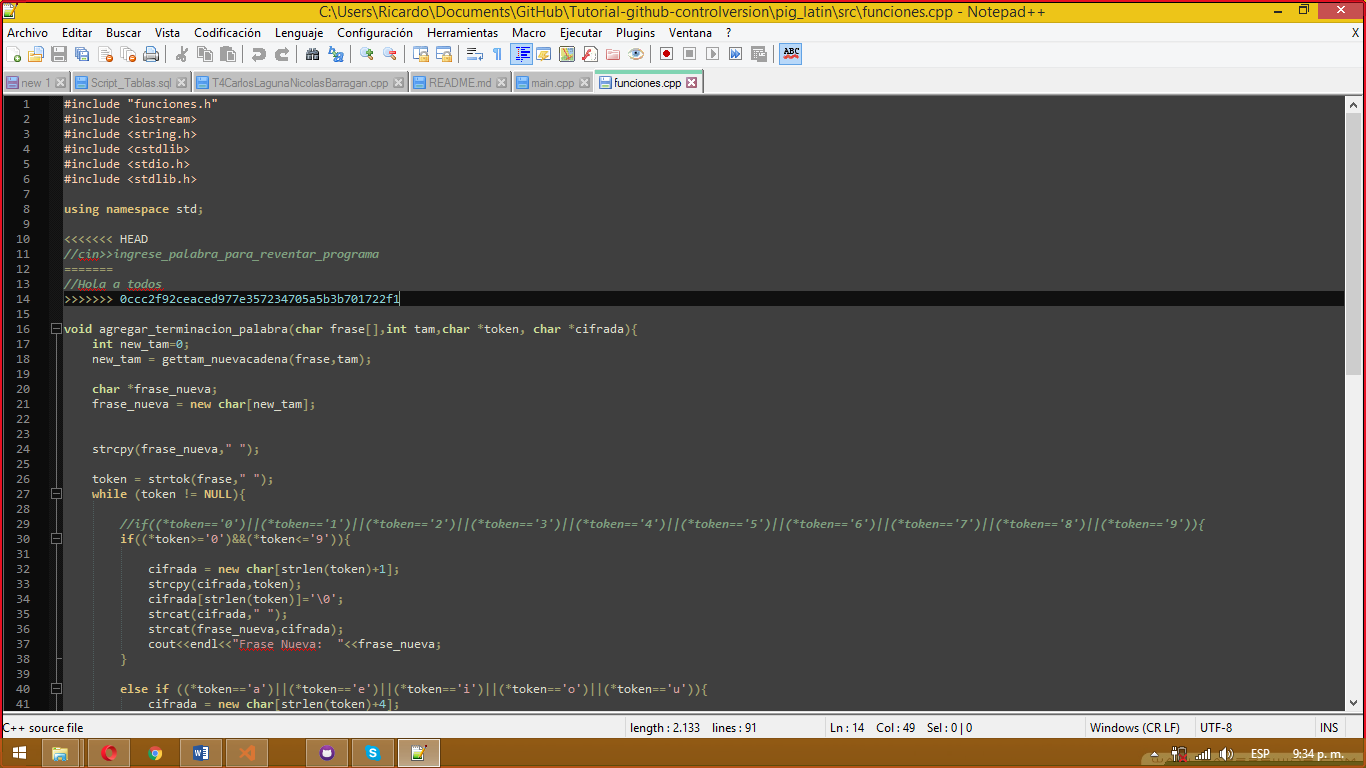 C:\Users\Ricardo\Documents\GitHub\Tutorial-github-controlversion\pig_latin\src\funciones.cpp - Notepad++
Archivo Editar Buscar Vista Codificación Lenguaje Configuración Herramientas Macro Ejecutar Plugins Ventana ? X
new 1 Script_Tablas.sql T4CarlosLagunaNicolasBarragan.cpp README.md main.cpp funciones.cpp
1 #include "funciones.h"
2 #include <iostream>
3 #include <string.h>
4 #include <cstdlib>
5 #include <stdio.h>
6 #include <stdlib.h>
7
8 using namespace std;
9
10 <<<<<<< HEAD
11 //cin>>ingrese_palabra_para_reventar_programa
12 =======
13 //Hola a todos
14 >>>>>>> 0ccc2f92ceaced977e357234705a5b3b701722f1
15
16 void agregar_terminacion_palabra(char frase[],int tam,char *token, char *cifrada){
17 int new_tam=0;
18 new_tam = gettam_nuevacadena(frase,tam);
19
20 char *frase_nueva;
21 frase_nueva = new char[new_tam];
22
23
24 strcpy(frase_nueva," ");
25
26 token = strtok(frase," ");
27 while (token != NULL){
28
29 //if((*token=='0')||(*token=='1')||(*token=='2')||(*token=='3')||(*token=='4')||(*token=='5')||(*token=='6')||(*token=='7')||(*token=='8')||(*token=='9')){
30 if((*token>='0')&&(*token<='9')){
31
32 cifrada = new char[strlen(token)+1];
33 strcpy(cifrada,token);
34 cifrada[strlen(token)]='\0';
35 strcat(cifrada," ");
36 strcat(frase_nueva,cifrada);
37 cout<<endl<<"Frase Nueva:  "<<frase_nueva;
38 }
39
40 else if ((*token=='a')||(*token=='e')||(*token=='i')||(*token=='o')||(*token=='u')){
41 cifrada = new char[strlen(token)+4];
C++ source file length : 2.133 lines : 91 Ln : 14 Col : 49 Sel : 0 | 0 Windows (CR LF) UTF-8 INS
ESP 9:34 p. m.